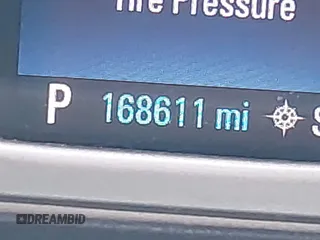 Tire Pressure
P 168611 mi S
DREAMBID